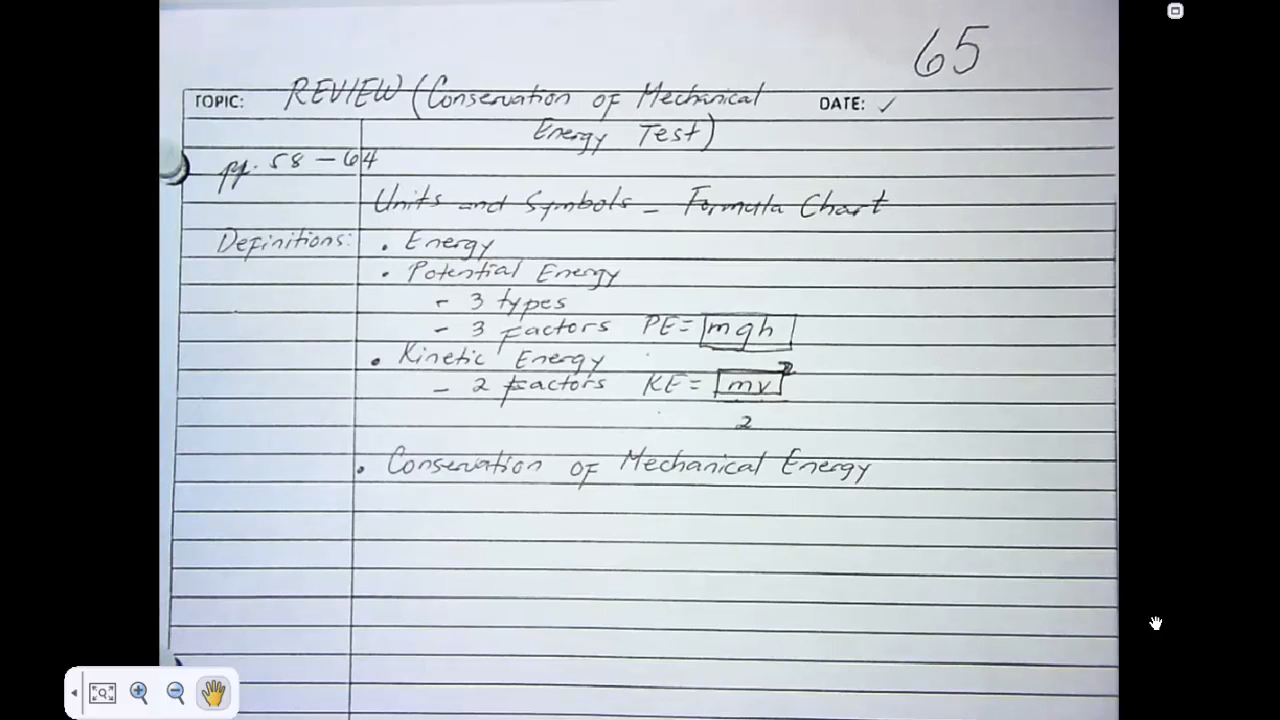 65
TOPIC: REVIEW (Conservation of Mechanical DATE: ✓
Energy Test)
pp. 58 – 64
Units and Symbols – Formula Chart
Definitions: • Energy
• Potential Energy
- 3 types
- 3 Factors PE = mgh
• Kinetic Energy
- 2 Factors KE = mv²
2
• Conservation of Mechanical Energy